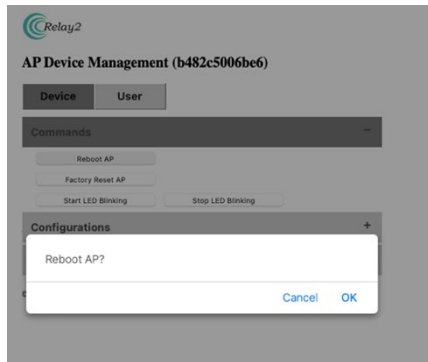 Relay2
AP Device Management (b482c5006be6)
Device User
Commands −
Reboot AP
Factory Reset AP
Start LED Blinking Stop LED Blinking
Configurations +
Reboot AP?
Cancel OK